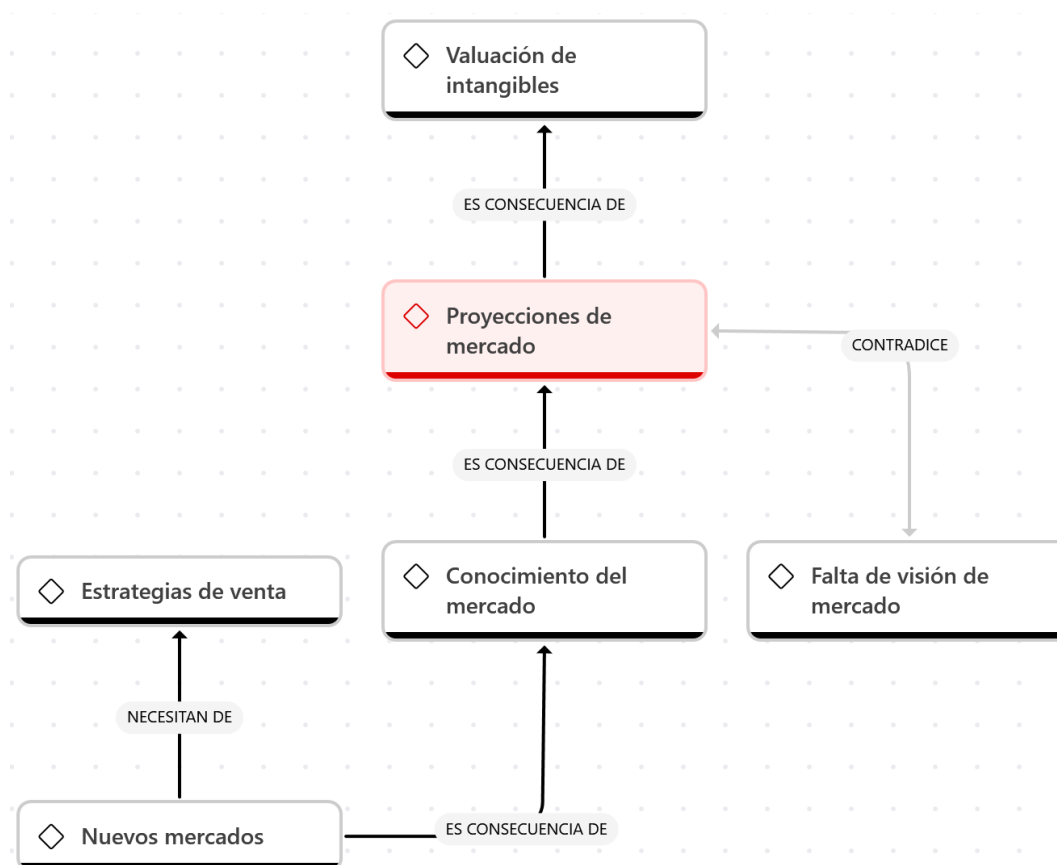 Valuación de
intangibles
ES CONSECUENCIA DE
Proyecciones de
mercado
CONTRADICE
ES CONSECUENCIA DE
Estrategias de venta
Conocimiento del
mercado
Falta de visión de
mercado
NECESITAN DE
Nuevos mercados
ES CONSECUENCIA DE